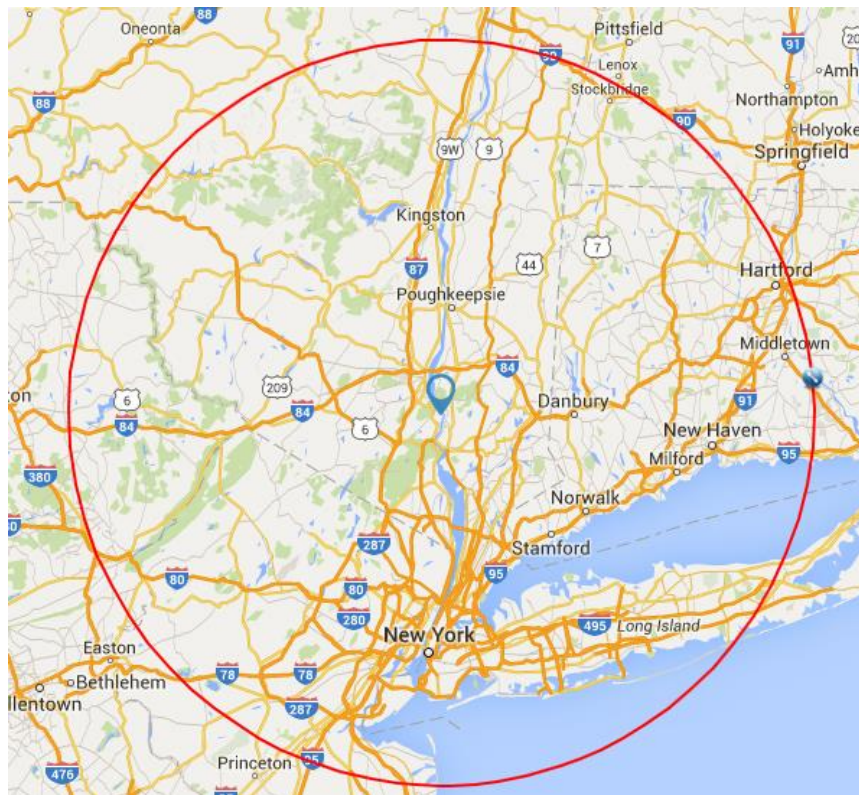 88
Oneonta
Pittsfield
90
91
20
Lenox
Amh
Stockbridge
Northampton
88
90
Holyoke
9W
9
Springfield
Kingston
7
44
87
Hartford
Poughkeepsie
Middletown
84
209
6
84
Danbury
91
84
6
New Haven
95
Milford
380
Norwalk
287
Stamford
95
80
80
280
New York
495
Long Island
Easton
78
78
Bethlehem
llentown
287
95
Princeton
476